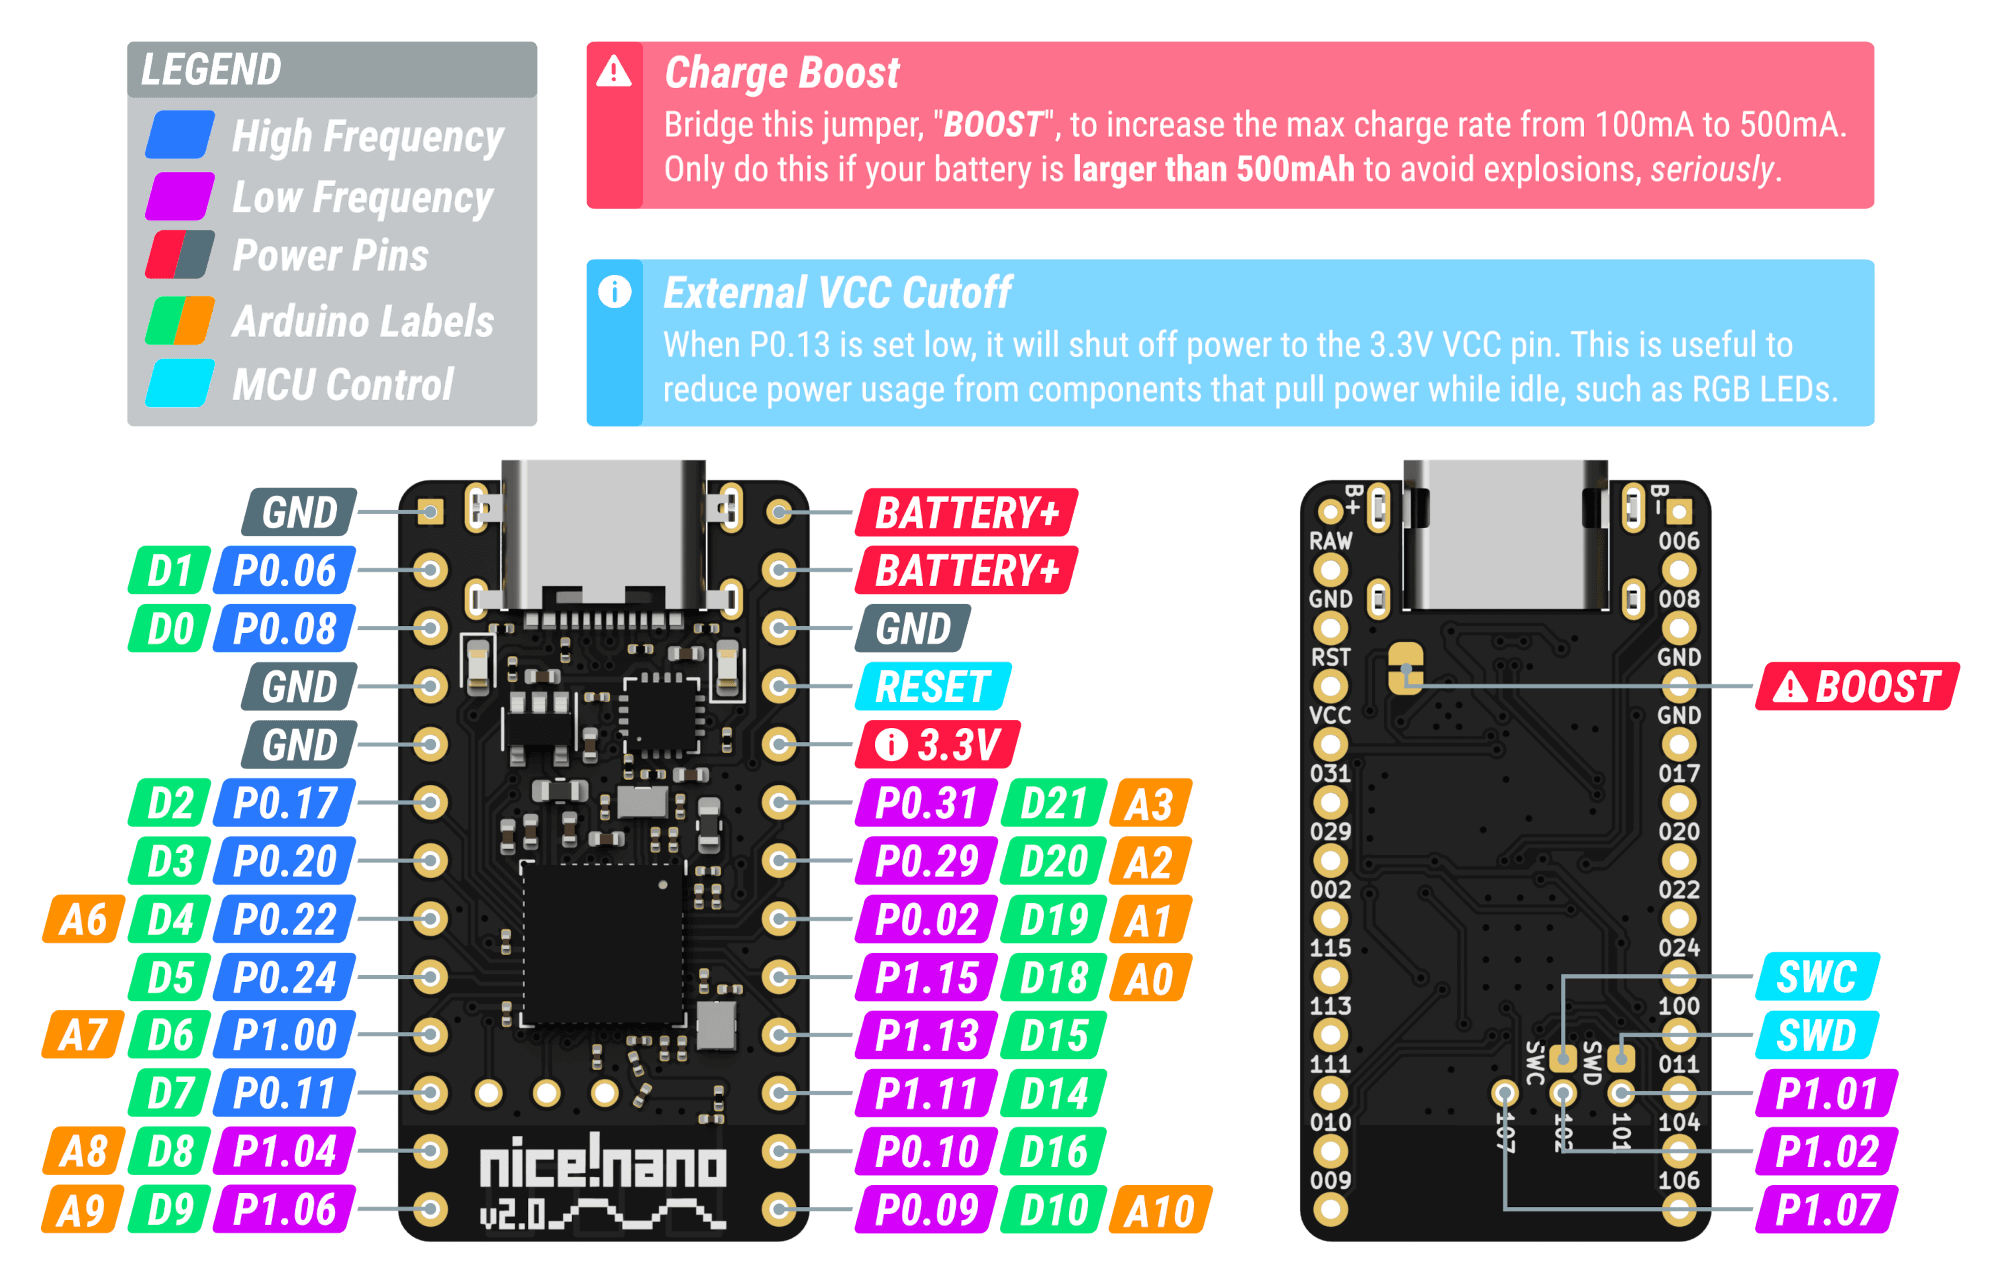 LEGEND
High Frequency
Low Frequency
Power Pins
Arduino Labels
MCU Control
Charge Boost
Bridge this jumper, "BOOST", to increase the max charge rate from 100mA to 500mA.
Only do this if your battery is larger than 500mAh to avoid explosions, seriously.
External VCC Cutoff
When P0.13 is set low, it will shut off power to the 3.3V VCC pin. This is useful to
reduce power usage from components that pull power while idle, such as RGB LEDs.
GND
D1 P0.06
D0 P0.08
GND
GND
D2 P0.17
D3 P0.20
A6 D4 P0.22
D5 P0.24
A7 D6 P1.00
D7 P0.11
A8 D8 P1.04
A9 D9 P1.06
nice!nano
v2.0
BATTERY+
BATTERY+
GND
RESET
3.3V
P0.31 D21 A3
P0.29 D20 A2
P0.02 D19 A1
P1.15 D18 A0
P1.13 D15
P1.11 D14
P0.10 D16
P0.09 D10 A10
B+
RAW
GND
RST
VCC
031
029
002
115
113
111
010
009
B-
006
008
GND
GND
017
020
022
024
100
011
104
106
SWC
SWD
107
102
101
BOOST
SWC
SWD
P1.01
P1.02
P1.07